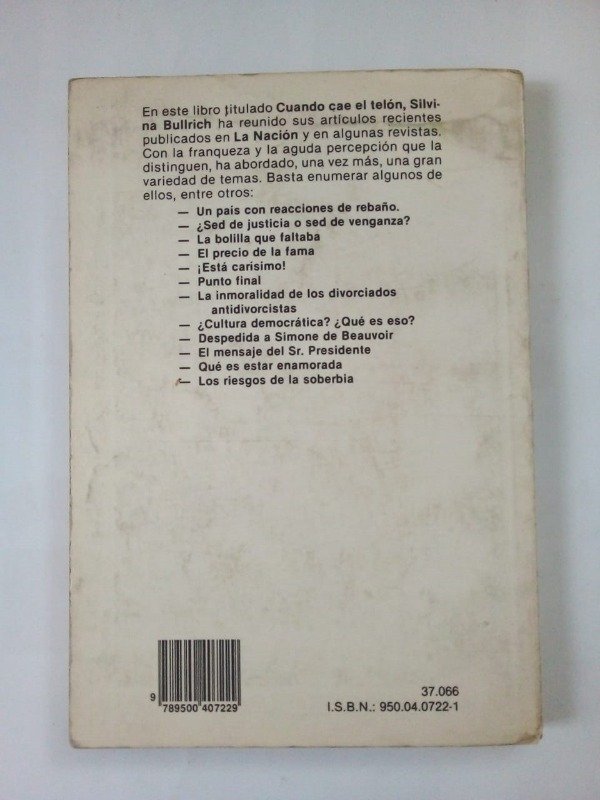 En este libro titulado Cuando cae el telón, Silvi-
na Bullrich ha reunido sus artículos recientes
publicados en La Nación y en algunas revistas.
Con la franqueza y la aguda percepción que la
distinguen, ha abordado, una vez más, una gran
variedad de temas. Basta enumerar algunos de
ellos, entre otros:
— Un país con reacciones de rebaño.
— ¿Sed de justicia o sed de venganza?
— La bolilla que faltaba
— El precio de la fama
— ¡Está carísimo!
— Punto final
— La inmoralidad de los divorciados
antidivorcistas
— ¿Cultura democrática? ¿Qué es eso?
— Despedida a Simone de Beauvoir
— El mensaje del Sr. Presidente
— Qué es estar enamorada
— Los riesgos de la soberbia
9 789500 407229
37.066
I.S.B.N.: 950.04.0722-1